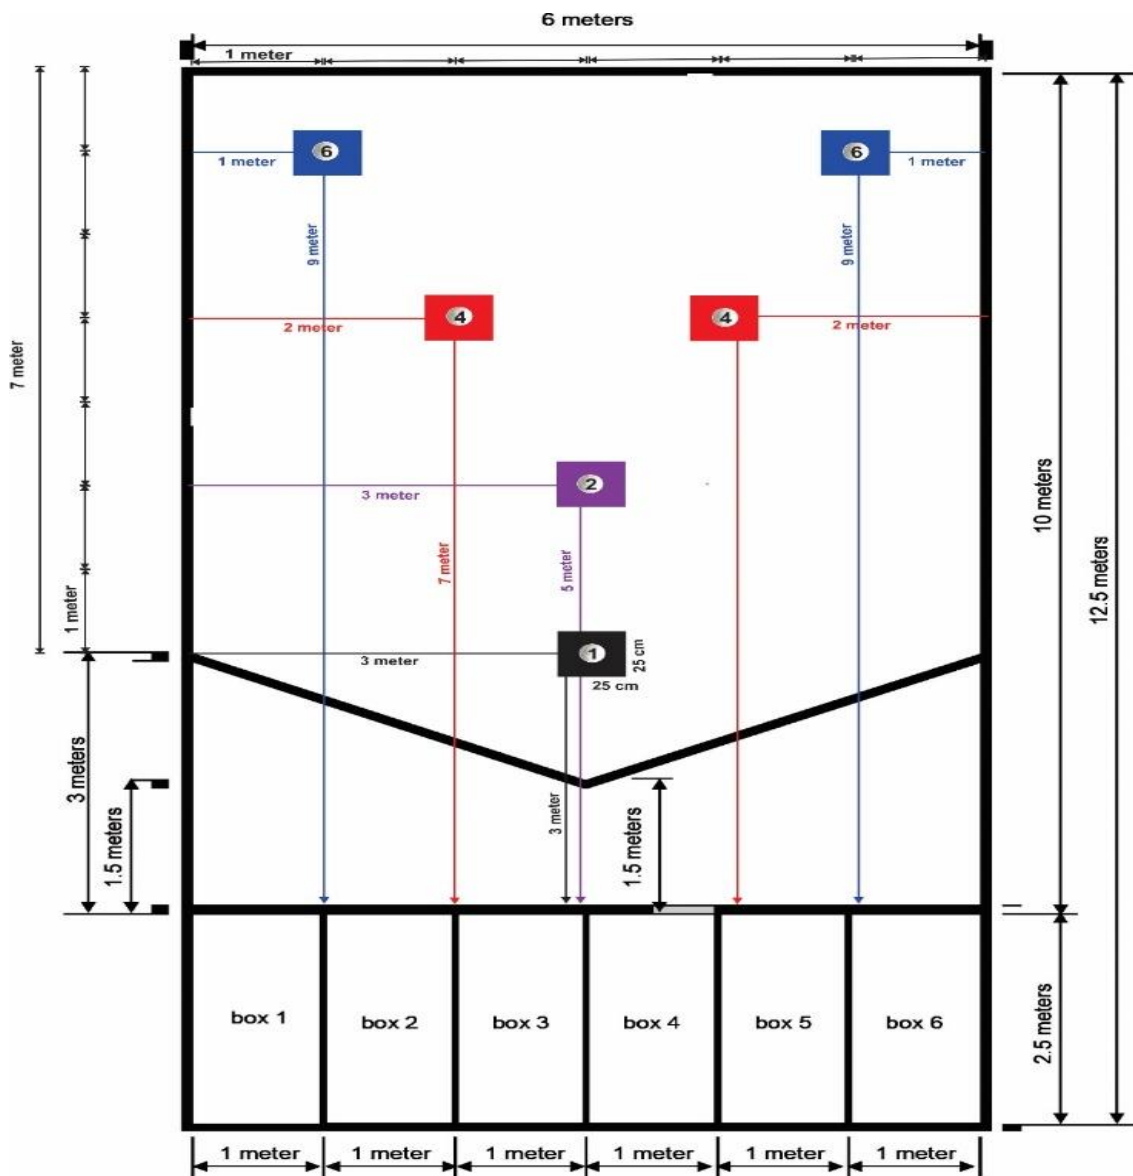 6 meters
1 meter
6
6
1 meter
1 meter
9 meter
9 meter
4
4
2 meter
2 meter
7 meter
2
3 meter
10 meters
12.5 meters
7 meter
5 meter
1 meter
1
25 cm
3 meter
25 cm
3 meters
1.5 meters
3 meter
1.5 meters
box 1
box 2
box 3
box 4
box 5
box 6
2.5 meters
1 meter
1 meter
1 meter
1 meter
1 meter
1 meter